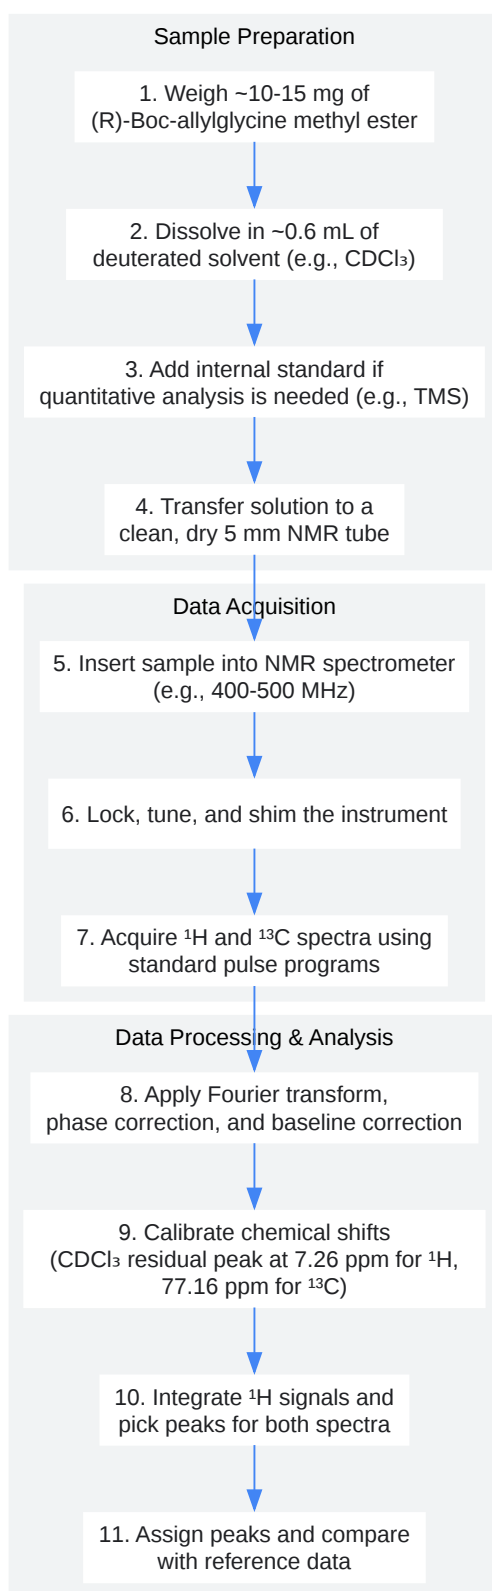 Sample Preparation
1. Weigh ~10-15 mg of
(R)-Boc-allylglycine methyl ester
2. Dissolve in ~0.6 mL of
deuterated solvent (e.g., CDCl₃)
3. Add internal standard if
quantitative analysis is needed (e.g., TMS)
4. Transfer solution to a
clean, dry 5 mm NMR tube
Data Acquisition
5. Insert sample into NMR spectrometer
(e.g., 400-500 MHz)
6. Lock, tune, and shim the instrument
7. Acquire ¹H and ¹³C spectra using
standard pulse programs
Data Processing & Analysis
8. Apply Fourier transform,
phase correction, and baseline correction
9. Calibrate chemical shifts
(CDCl₃ residual peak at 7.26 ppm for ¹H,
77.16 ppm for ¹³C)
10. Integrate ¹H signals and
pick peaks for both spectra
11. Assign peaks and compare
with reference data